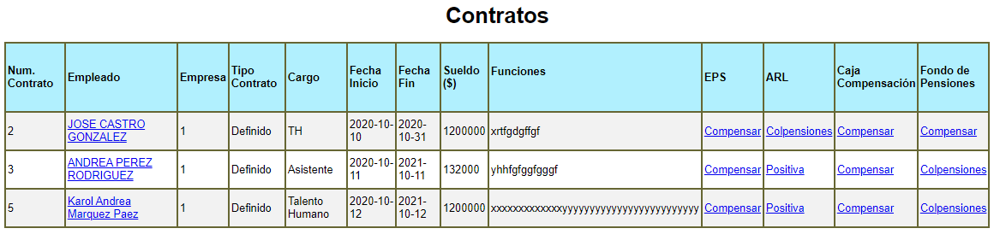 Contratos
Num. Contrato Empleado Empresa Tipo Contrato Cargo Fecha Inicio Fecha Fin Sueldo ($) Funciones EPS ARL Caja Compensación Fondo de Pensiones
2 JOSE CASTRO GONZALEZ 1 Definido TH 2020-10-10 2020-10-31 1200000 xrtfgdgffgf Compensar Colpensiones Compensar Compensar
3 ANDREA PEREZ RODRIGUEZ 1 Definido Asistente 2020-10-11 2021-10-11 132000 yhhfgfggfgggf Compensar Positiva Compensar Colpensiones
5 Karol Andrea Marquez Paez 1 Definido Talento Humano 2020-10-12 2021-10-12 1200000 xxxxxxxxxxxxxyyyyyyyyyyyyyyyyyyyyyyyyy Compensar Positiva Compensar Colpensiones